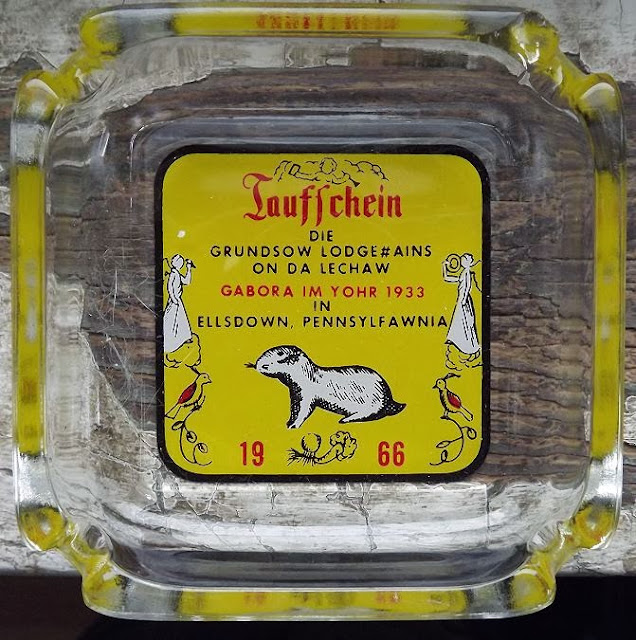 Taufſchein
DIE
GRUNDSOW LODGE#AINS
ON DA LECHAW
GABORA IM YOHR 1933
IN
ELLSDOWN, PENNSYLFAWNIA
19 66